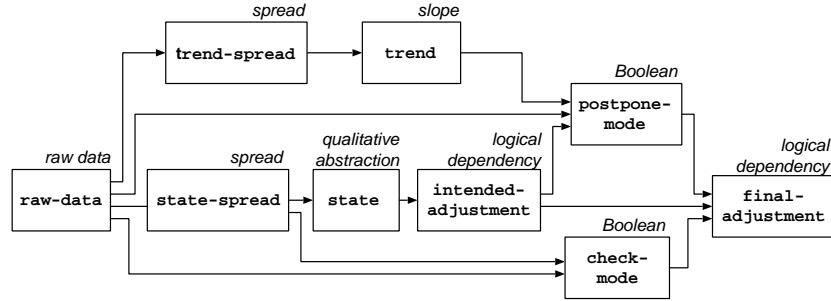 spread
trend-spread
slope
trend
Boolean
postpone-
mode
raw data
raw-data
spread
state-spread
qualitative
abstraction
state
logical
dependency
intended-
adjustment
logical
dependency
final-
adjustment
Boolean
check-
mode